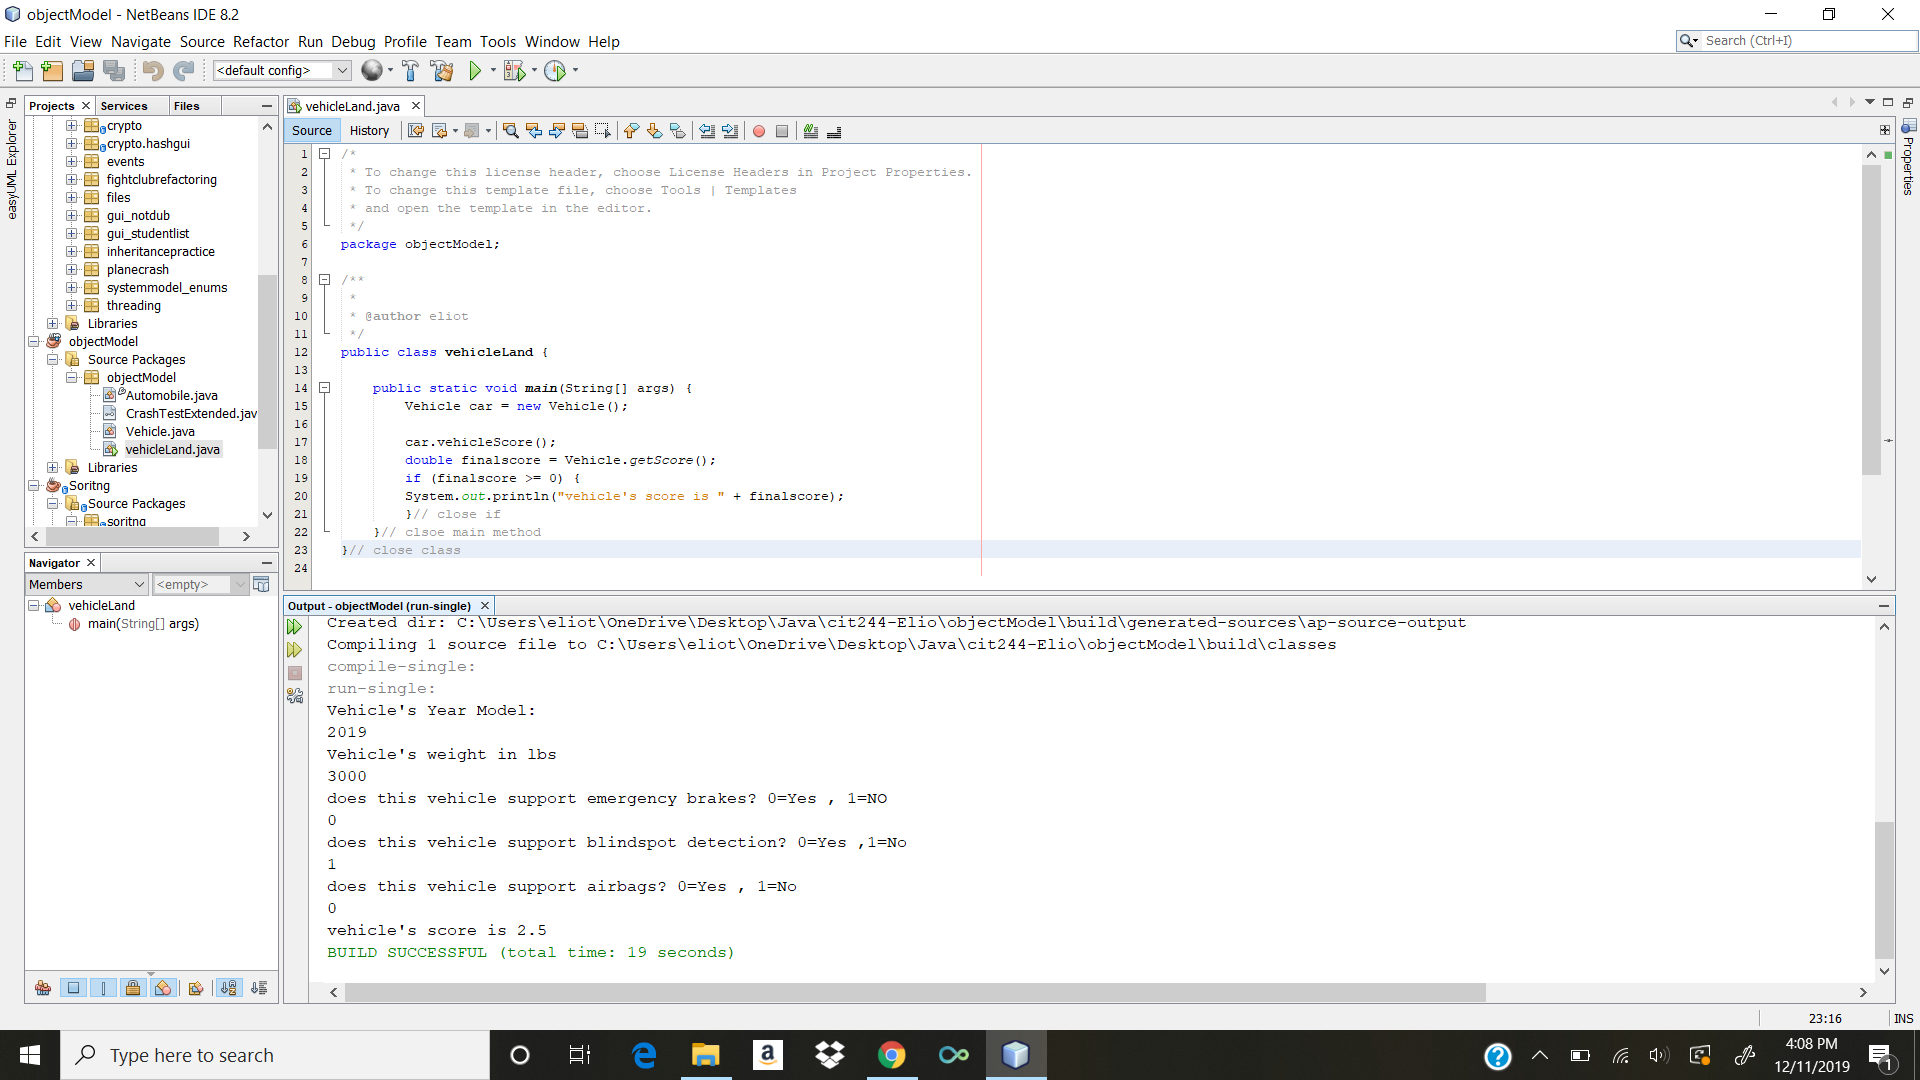 objectModel - NetBeans IDE 8.2
File Edit View Navigate Source Refactor Run Debug Profile Team Tools Window Help
Search (Ctrl+I)
<default config>
easyUML Explorer
Projects Services Files
crypto
crypto.hashgui
events
fightclubrefactoring
files
gui_notdub
gui_studentlist
inheritancepractice
planecrash
systemmodel_enums
threading
Libraries
objectModel
Source Packages
objectModel
Automobile.java
CrashTestExtended.jav
Vehicle.java
vehicleLand.java
Libraries
Soritng
Source Packages
soritng
Navigator
Members <empty>
vehicleLand
main(String[] args)
vehicleLand.java
Source History
Properties
1 /*
2 * To change this license header, choose License Headers in Project Properties.
3 * To change this template file, choose Tools | Templates
4 * and open the template in the editor.
5 */
6 package objectModel;
7
8 /**
9 *
10 * @author eliot
11 */
12 public class vehicleLand {
13
14 public static void main(String[] args) {
15 Vehicle car = new Vehicle();
16
17 car.vehicleScore();
18 double finalscore = Vehicle.getScore();
19 if (finalscore >= 0) {
20 System.out.println("vehicle's score is " + finalscore);
21 }// close if
22 }// clsoe main method
23 }// close class
24
Output - objectModel (run-single)
Created dir: C:\Users\eliot\OneDrive\Desktop\Java\cit244-Elio\objectModel\build\generated-sources\ap-source-output
Compiling 1 source file to C:\Users\eliot\OneDrive\Desktop\Java\cit244-Elio\objectModel\build\classes
compile-single:
run-single:
Vehicle's Year Model:
2019
Vehicle's weight in lbs
3000
does this vehicle support emergency brakes? 0=Yes , 1=NO
0
does this vehicle support blindspot detection? 0=Yes ,1=No
1
does this vehicle support airbags? 0=Yes , 1=No
0
vehicle's score is 2.5
BUILD SUCCESSFUL (total time: 19 seconds)
23:16 INS
Type here to search
4:08 PM
12/11/2019
1